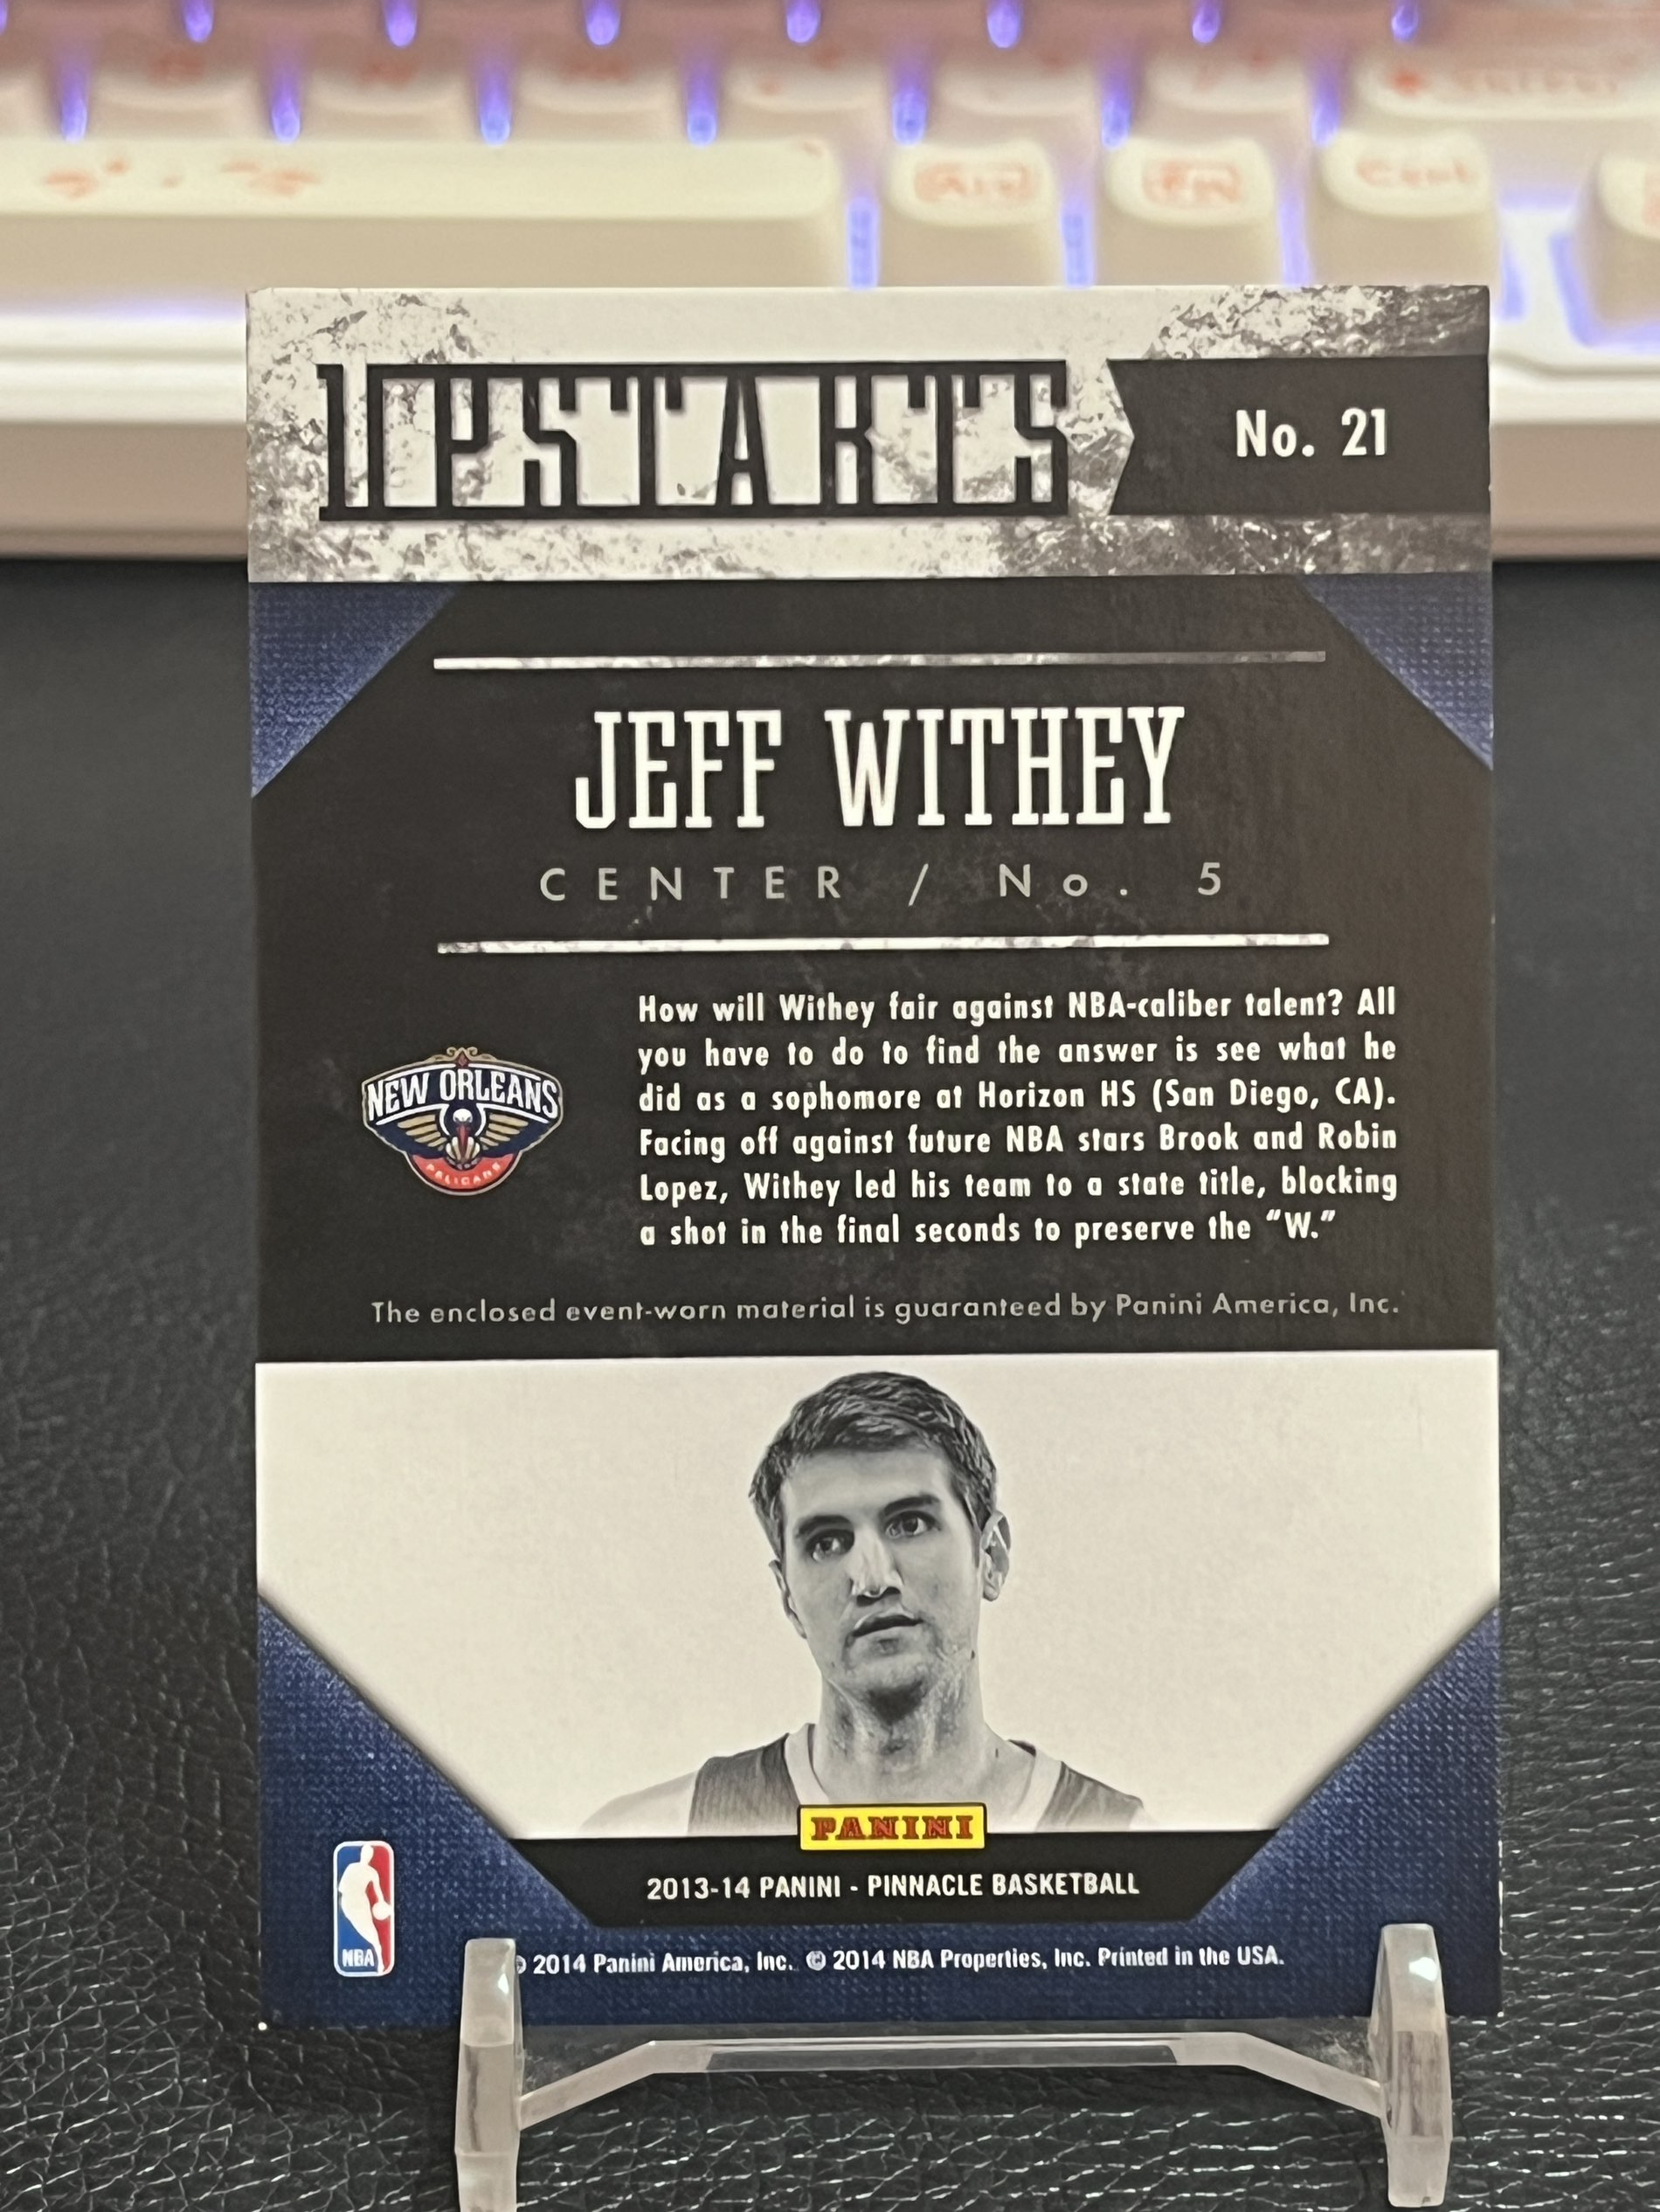 UPSTARTS
No. 21
JEFF WITHEY
CENTER / No. 5
NEW ORLEANS
PELICANS
How will Withey fair against NBA-caliber talent? All
you have to do to find the answer is see what he
did as a sophomore at Horizon HS (San Diego, CA).
Facing off against future NBA stars Brook and Robin
Lopez, Withey led his team to a state title, blocking
a shot in the final seconds to preserve the “W.”
The enclosed event-worn material is guaranteed by Panini America, Inc.
PANINI
2013-14 PANINI - PINNACLE BASKETBALL
NBA
© 2014 Panini America, Inc. © 2014 NBA Properties, Inc. Printed in the USA.